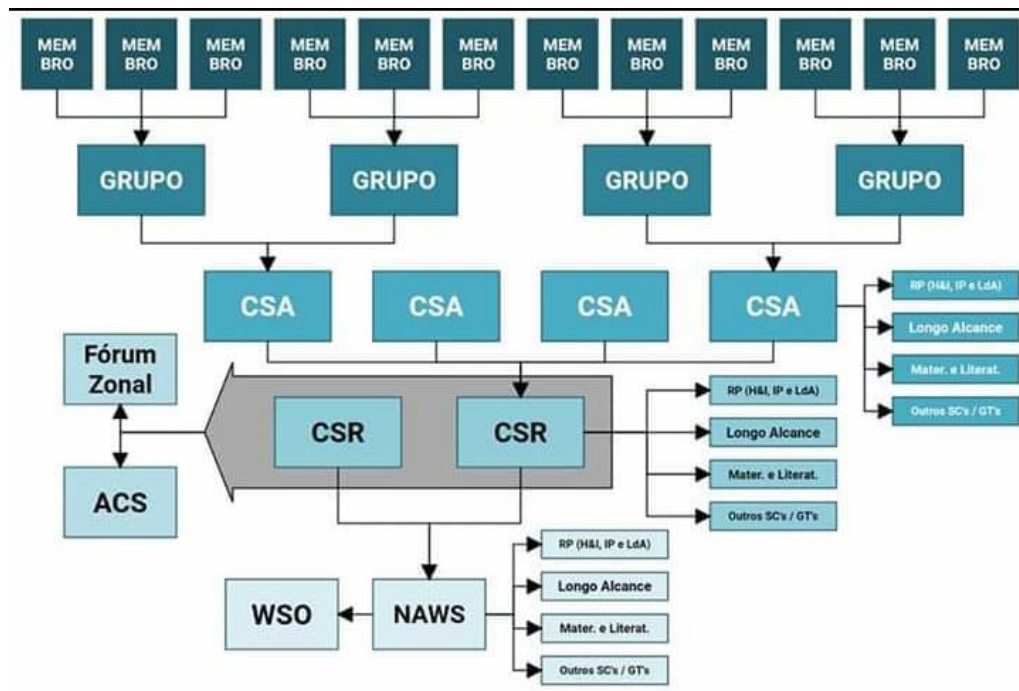 MEM
BRO
MEM
BRO
MEM
BRO
MEM
BRO
MEM
BRO
MEM
BRO
MEM
BRO
MEM
BRO
MEM
BRO
MEM
BRO
MEM
BRO
MEM
BRO
GRUPO
GRUPO
GRUPO
GRUPO
CSA
CSA
CSA
CSA
RP (H&I, IP e LdA)
Longo Alcance
Mater. e Literat.
Outros SC's / GT's
Fórum
Zonal
ACS
CSR
CSR
RP (H&I, IP e LdA)
Longo Alcance
Mater. e Literat.
Outros SC's / GT's
WSO
NAWS
RP (H&I, IP e LdA)
Longo Alcance
Mater. e Literat.
Outros SC's / GT's